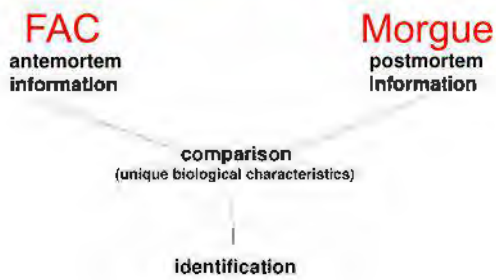 FAC
antemortem
information
Morgue
postmortem
Information
comparison
(unique biological characteristics)
identification